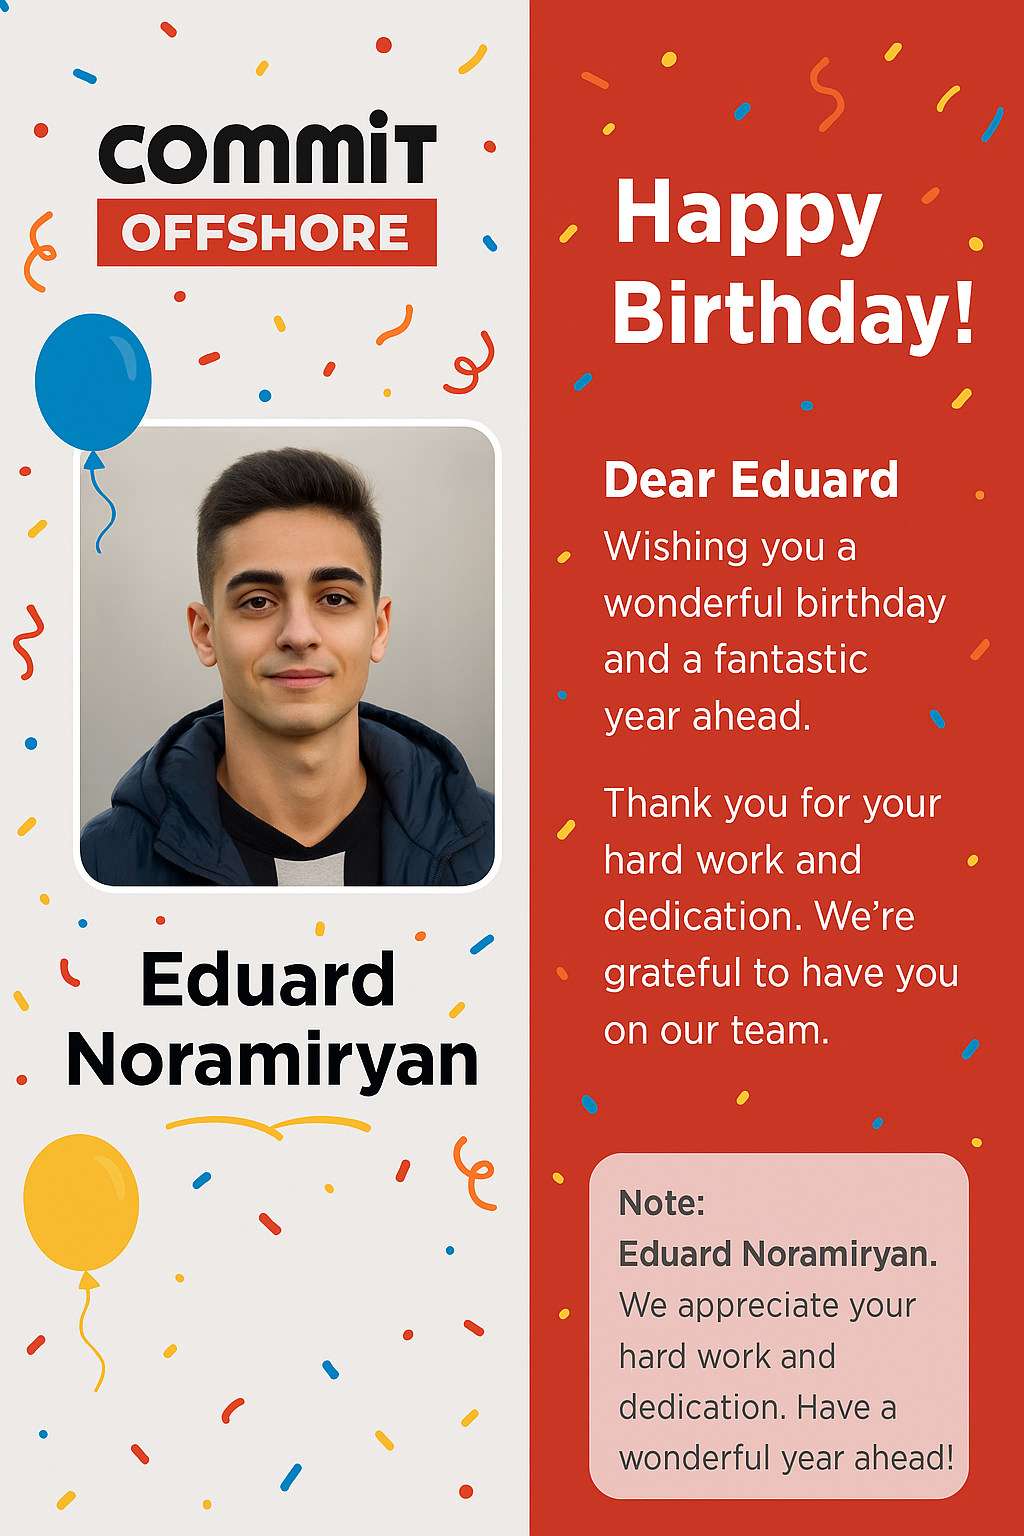 commiT
OFFSHORE
Eduard
Noramiryan
Happy
Birthday!
Dear Eduard
Wishing you a
wonderful birthday
and a fantastic
year ahead.
Thank you for your
hard work and
dedication. We’re
grateful to have you
on our team.
Note:
Eduard Noramiryan.
We appreciate your
hard work and
dedication. Have a
wonderful year ahead!